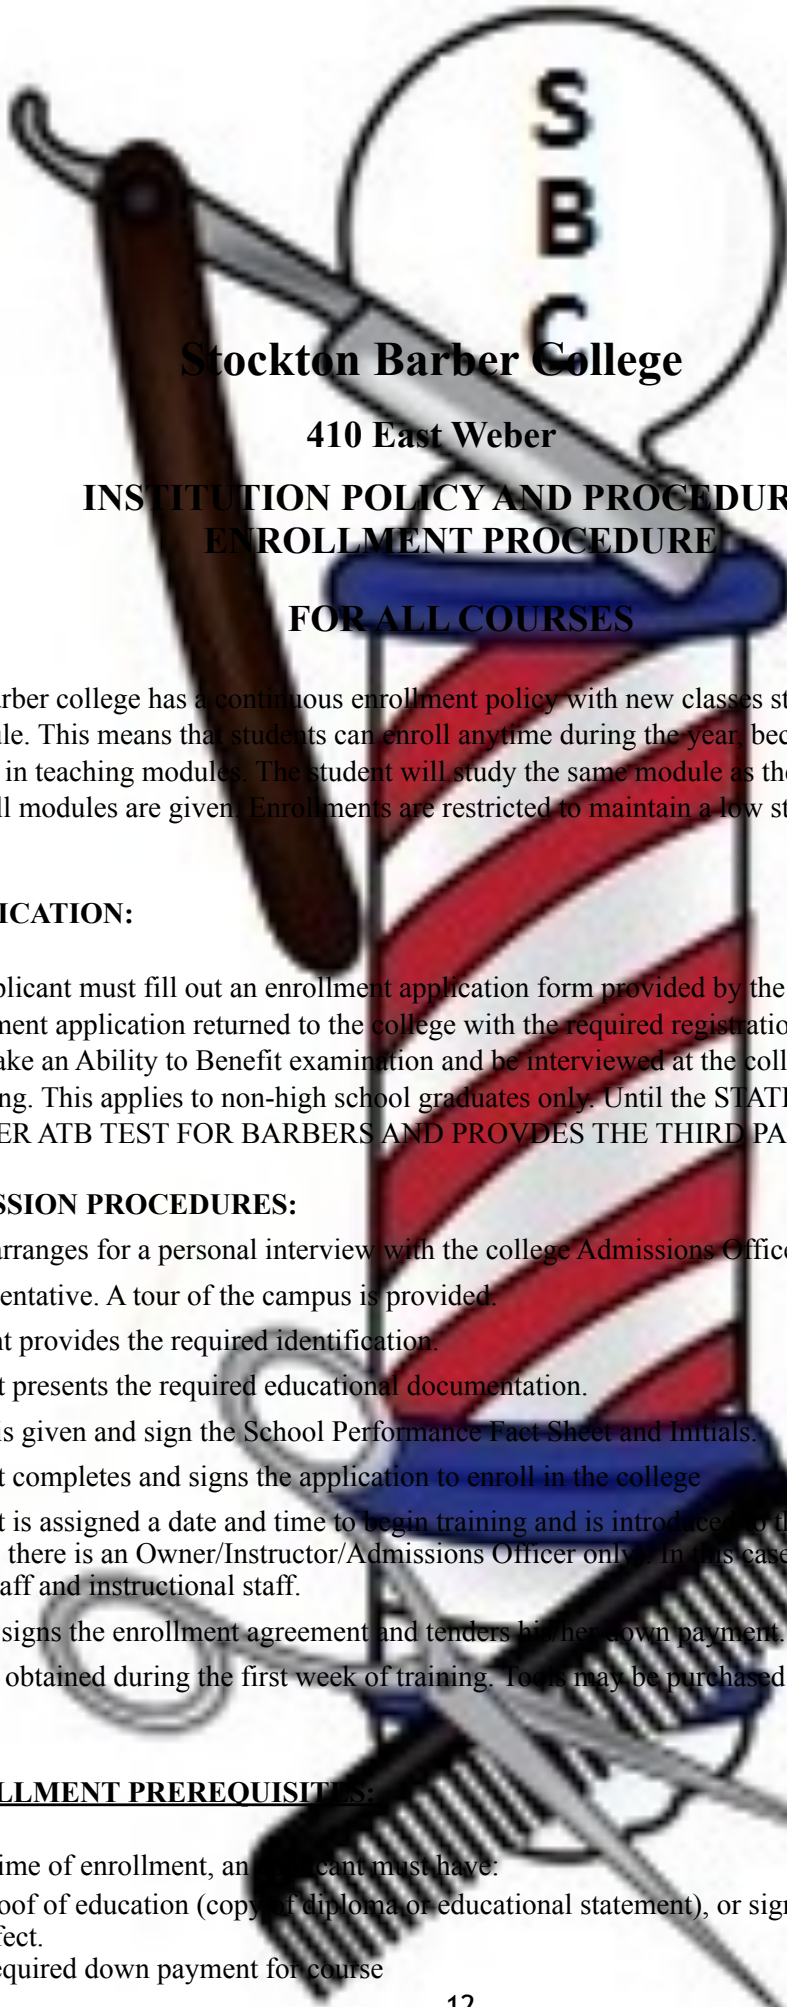 S
B
C
Stockton Barber College
410 East Weber
INSTITUTION POLICY AND PROCEDUR
ENROLLMENT PROCEDURE
FOR ALL COURSES
arber college has a continuous enrollment policy with new classes st
ule. This means that students can enroll anytime during the year, bec
in teaching modules. The student will study the same module as the
ll modules are given. Enrollments are restricted to maintain a low st
ICATION:
plicant must fill out an enrollment application form provided by the
ment application returned to the college with the required registratio
ake an Ability to Benefit examination and be interviewed at the coll
ng. This applies to non-high school graduates only. Until the STATE
ER ATB TEST FOR BARBERS AND PROVDES THE THIRD PA
SSION PROCEDURES:
arranges for a personal interview with the college Admissions Office
entative. A tour of the campus is provided.
nt provides the required identification.
t presents the required educational documentation.
is given and sign the School Performance Fact Sheet and Initials.
t completes and signs the application to enroll in the college
t is assigned a date and time to begin training and is introduced to th
there is an Owner/Instructor/Admissions Officer only). In this case
aff and instructional staff.
signs the enrollment agreement and tenders his/her down payment.
obtained during the first week of training. Tools may be purchased
LLMENT PREREQUISITES:
ime of enrollment, an applicant must have:
oof of education (copy of diploma or educational statement), or sign
fect.
equired down payment for course
12